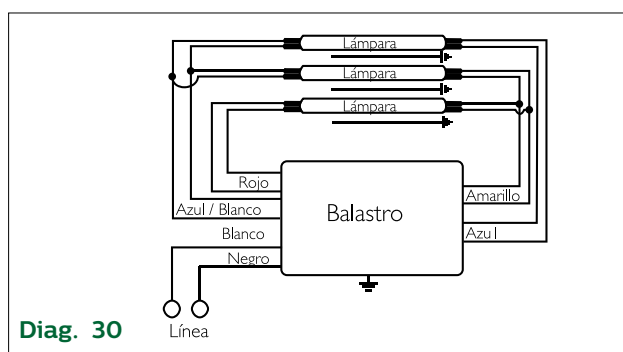 Lámpara
Lámpara
Lámpara
Rojo
Amarillo
Azul / Blanco
Balastro
Blanco
Azul
Negro
Diag. 30
Línea